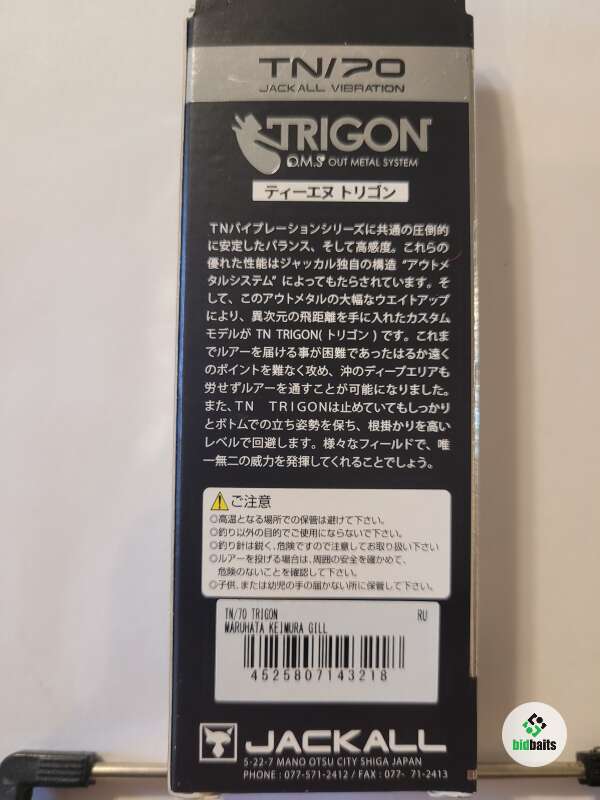 TN/70
JACKALL VIBRATION
TRIGON
O.M.S OUT METAL SYSTEM
ティーエヌ トリゴン
TNバイブレーションシリーズに共通の圧倒的
に安定したバランス、そして高感度。これらの
優れた性能はジャッカル独自の構造 "アウトメ
タルシステム" によってもたらされています。そ
して、このアウトメタルの大幅なウエイトアップ
により、異次元の飛距離を手に入れたカスタム
モデルが TN TRIGON( トリゴン ) です。これま
でルアーを届ける事が困難であったはるか遠く
のポイントを難なく攻め、沖のディープエリアも
労せずルアーを通すことが可能になりました。
また、TN TRIGONは止めていてもしっかり
とボトムでの立ち姿勢を保ち、根掛かりを高い
レベルで回避します。様々なフィールドで、唯
一無二の威力を発揮してくれることでしょう。
ご注意
◎高温となる場所での保管は避けて下さい。
◎釣り以外の目的でご使用にならないで下さい。
◎釣り針は鋭く、危険ですので注意してお取り扱い下さい
◎ルアーを投げる場合は、周囲の安全を確かめて、
危険のないことを確認して下さい。
◎子供、または幼児の手の届かない所に保管して下さい。
TN/70 TRIGON RU
MARUHATA KEIMURA GILL
4525807143218
JACKALL
5-22-7 MANO OTSU CITY SHIGA JAPAN
PHONE : 077-571-2412 / FAX : 077- 71-2413
bidbaits